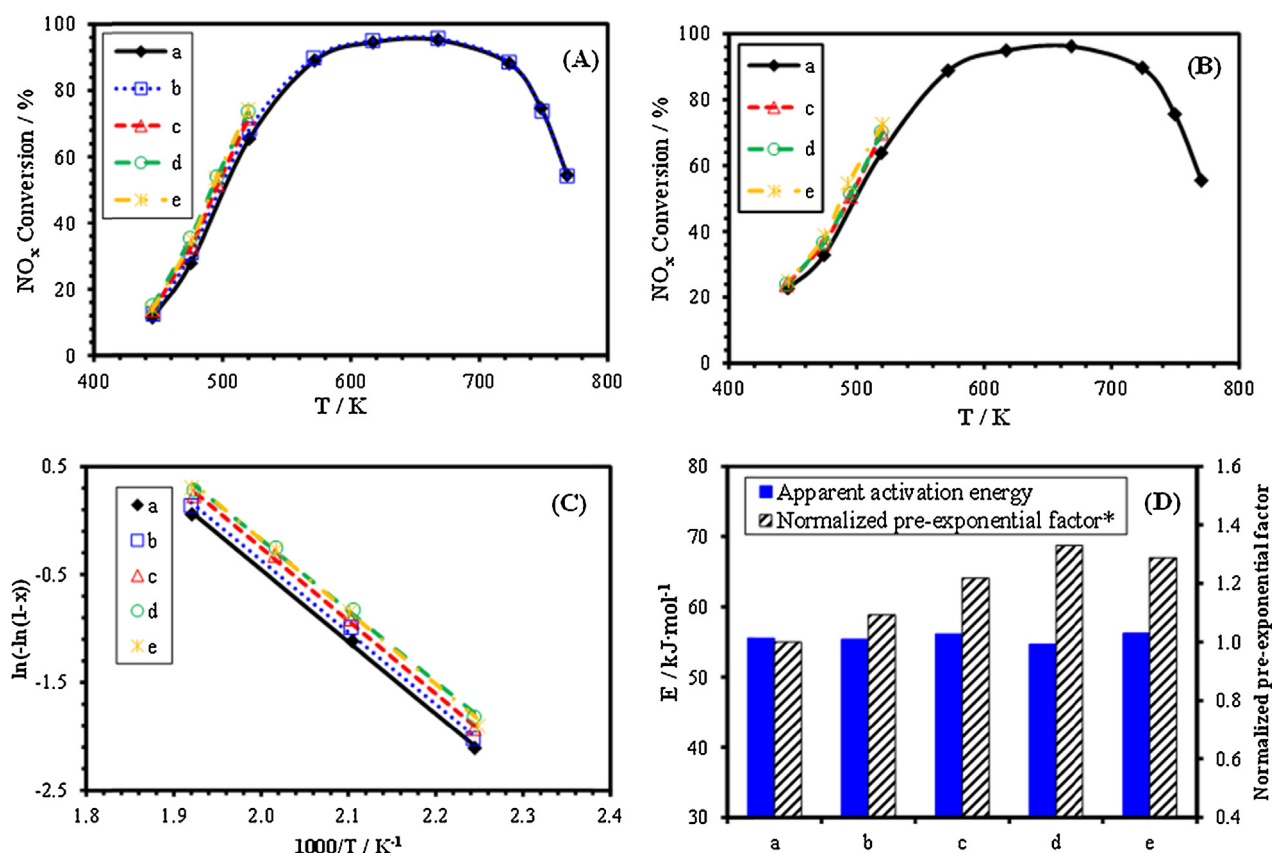 100
80
60
40
20
0
NOx Conversion / %
a
b
c
d
e
(A)
400
500
600
700
800
T / K
100
80
60
40
20
0
NOx Conversion / %
a
c
d
e
(B)
400
500
600
700
800
T / K
0.5
-0.5
-1.5
-2.5
ln(-ln(1-x))
a
b
c
d
e
(C)
1.8
1.9
2.0
2.1
2.2
2.3
2.4
1000/T / K⁻¹
80
70
60
50
40
30
E / kJ·mol⁻¹
Apparent activation energy
Normalized pre-exponential factor*
(D)
1.6
1.4
1.2
1.0
0.8
0.6
0.4
Normalized pre-exponential factor
a
b
c
d
e